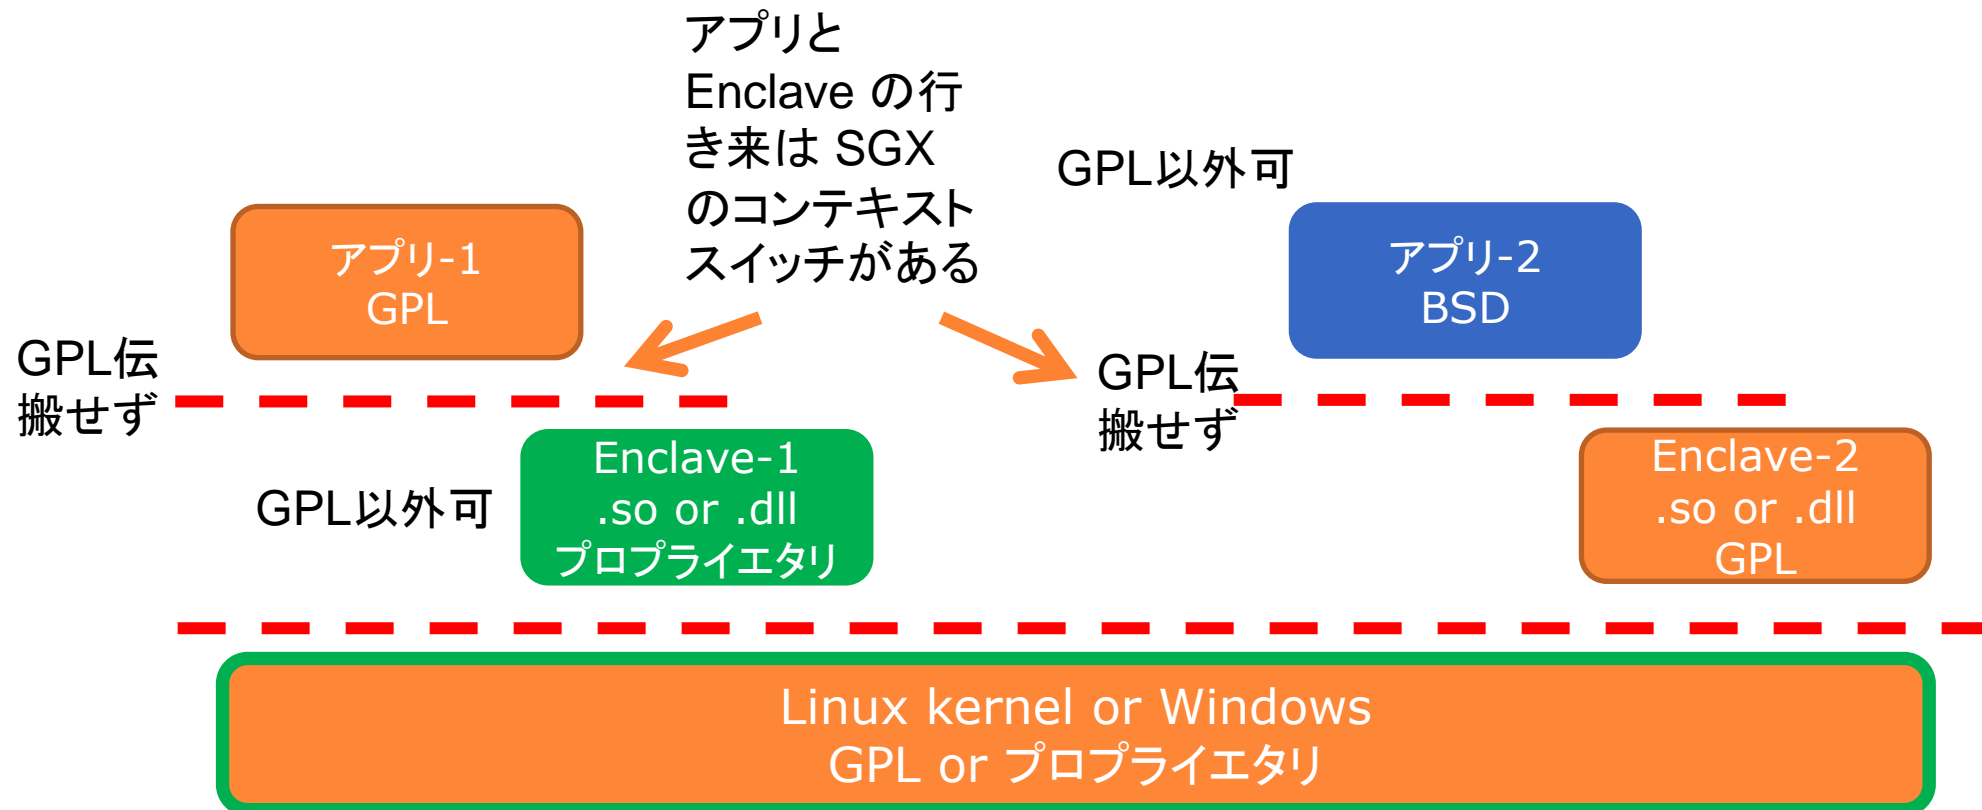 アプリと
Enclave の行
き来は SGX
のコンテキスト
スイッチがある
GPL以外可
アプリ-1
GPL
アプリ-2
BSD
GPL伝
搬せず
GPL伝
搬せず
Enclave-1
.so or .dll
プロプライエタリ
GPL以外可
Enclave-2
.so or .dll
GPL
Linux kernel or Windows
GPL or プロプライエタリ